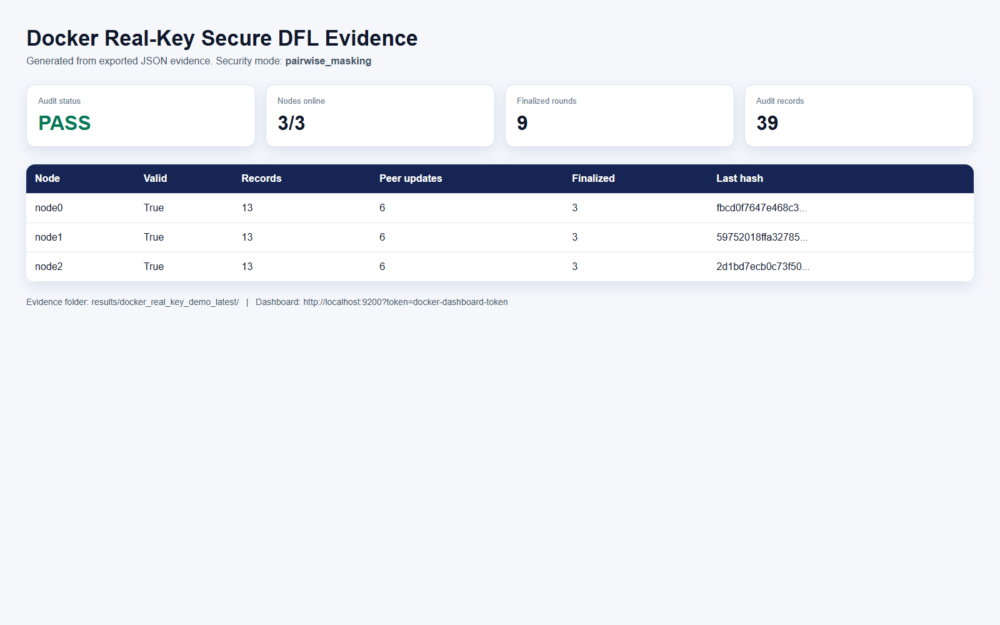 Docker Real-Key Secure DFL Evidence
Generated from exported JSON evidence. Security mode: pairwise_masking
Audit status Nodes online Finalized rounds Audit records
PASS 3/3 9 39
Node Valid Records Peer updates Finalized Last hash
node0 True 13 6 3 fbcd0f7647e468c3...
node1 True 13 6 3 59752018ffa32785...
node2 True 13 6 3 2d1bd7ecb0c73f50...
Evidence folder: results/docker_real_key_demo_latest/ | Dashboard: http://localhost:9200?token=docker-dashboard-token